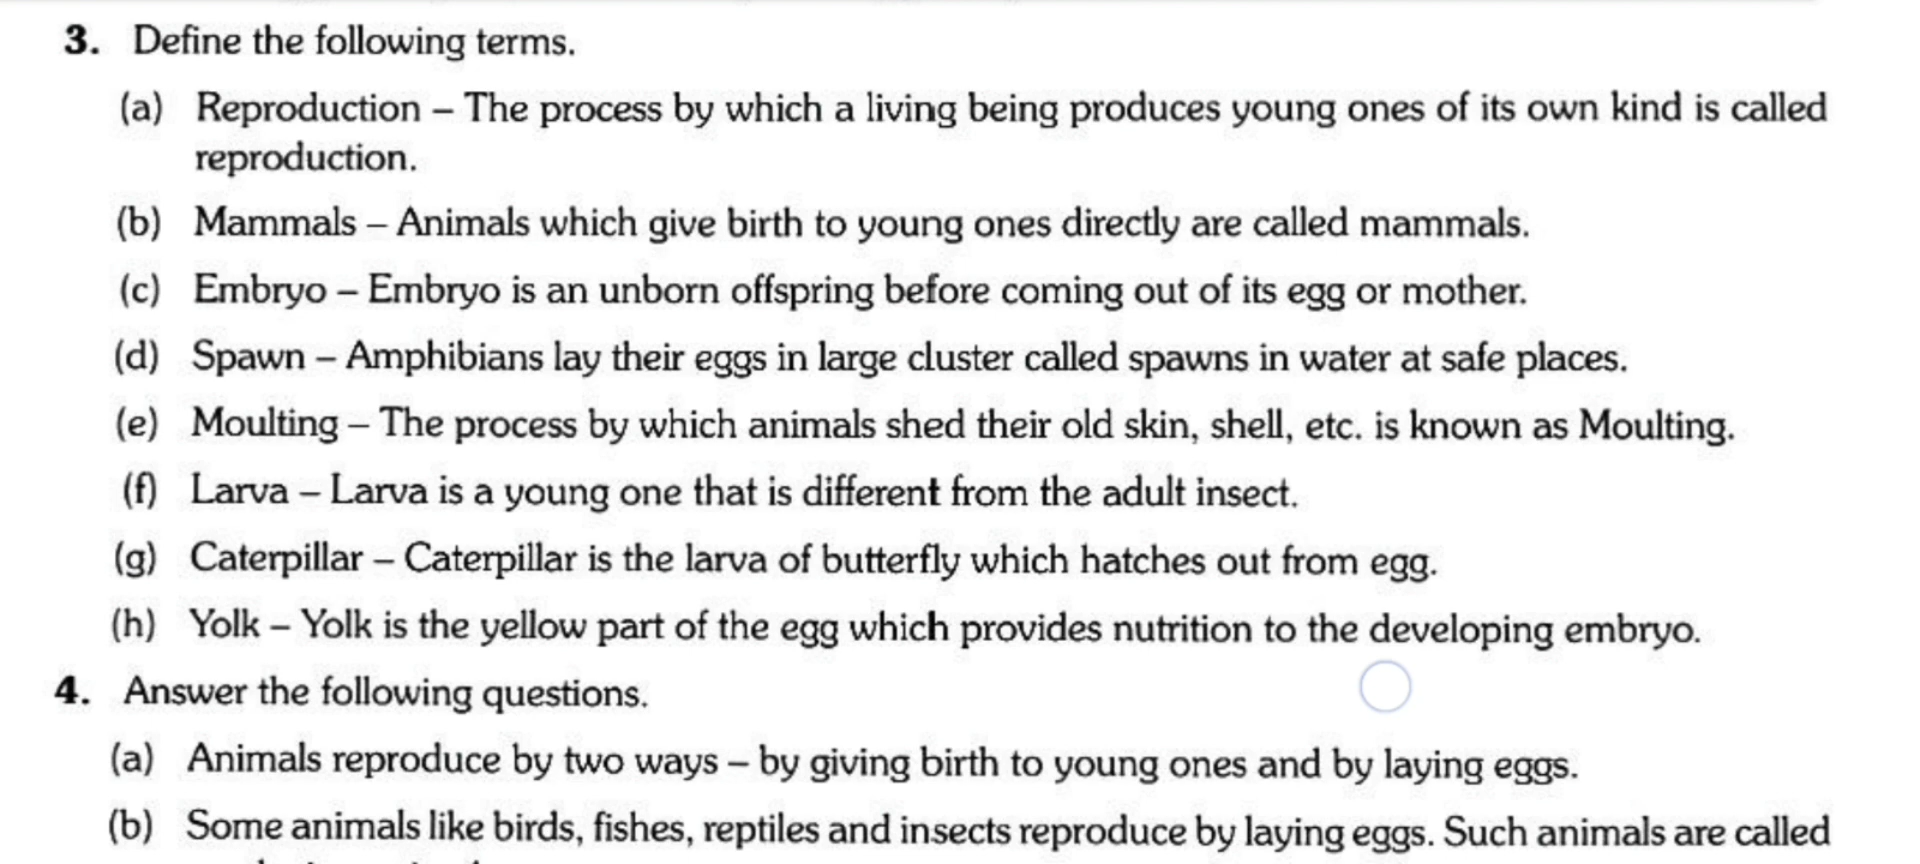 3. Define the following terms.
(a) Reproduction – The process by which a living being produces young ones of its own kind is called
reproduction.
(b) Mammals – Animals which give birth to young ones directly are called mammals.
(c) Embryo – Embryo is an unborn offspring before coming out of its egg or mother.
(d) Spawn – Amphibians lay their eggs in large cluster called spawns in water at safe places.
(e) Moulting – The process by which animals shed their old skin, shell, etc. is known as Moulting.
(f) Larva – Larva is a young one that is different from the adult insect.
(g) Caterpillar – Caterpillar is the larva of butterfly which hatches out from egg.
(h) Yolk – Yolk is the yellow part of the egg which provides nutrition to the developing embryo.
4. Answer the following questions.
(a) Animals reproduce by two ways – by giving birth to young ones and by laying eggs.
(b) Some animals like birds, fishes, reptiles and insects reproduce by laying eggs. Such animals are called